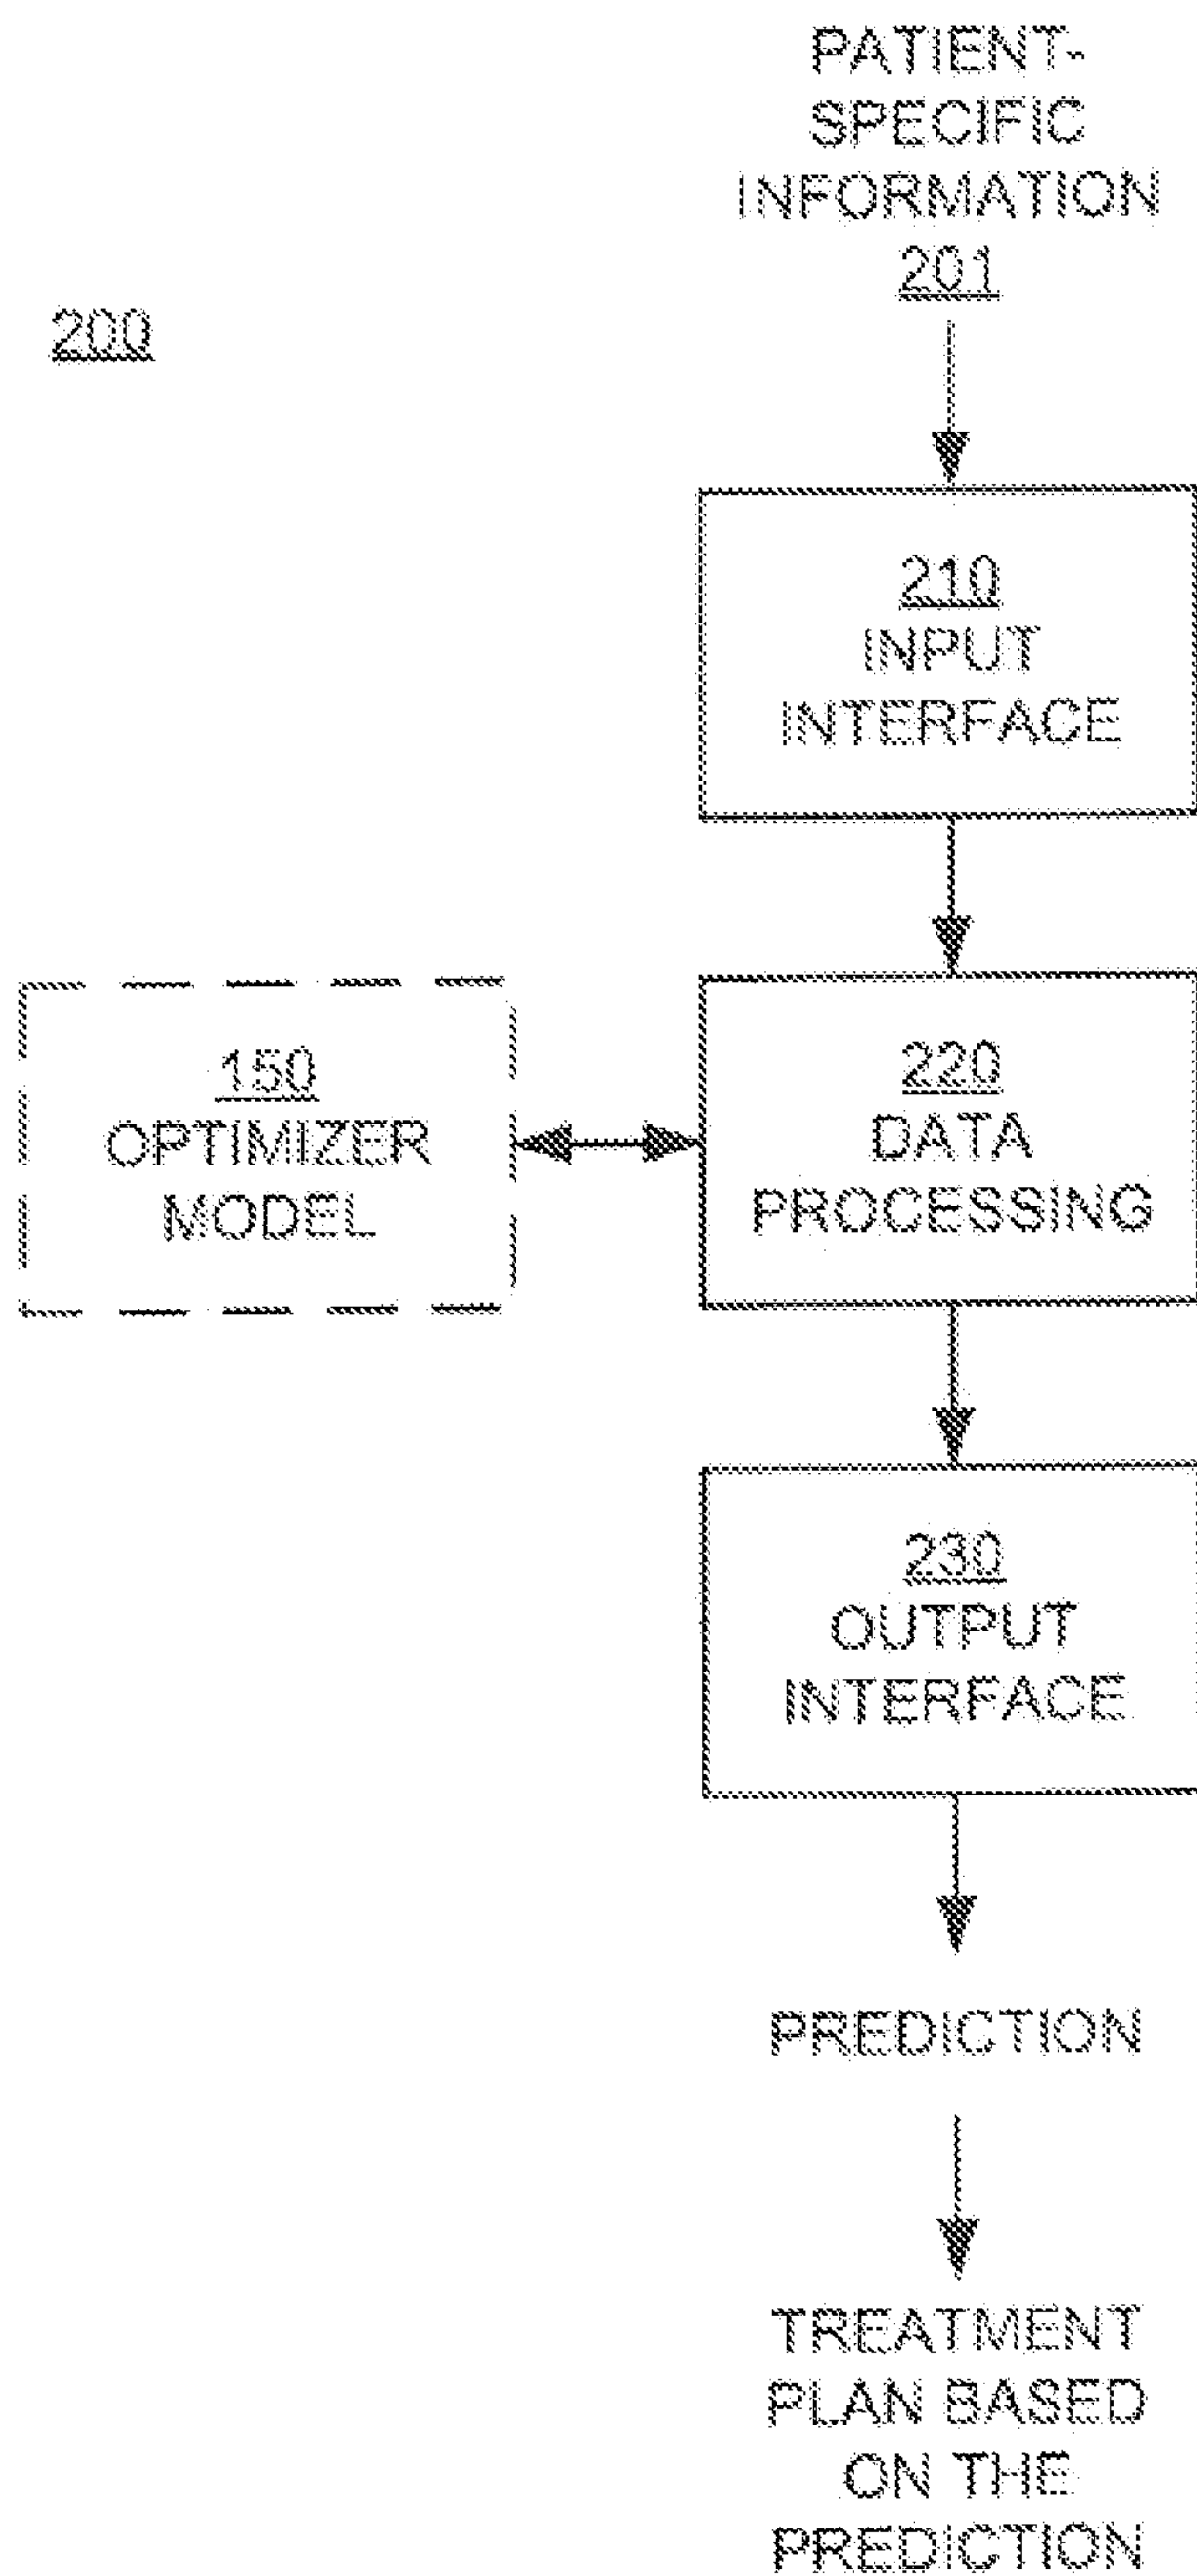 PATIENT-
SPECIFIC
INFORMATION
201
200
210
INPUT
INTERFACE
150
OPTIMIZER
MODEL
220
DATA
PROCESSING
230
OUTPUT
INTERFACE
PREDICTION
TREATMENT
PLAN BASED
ON THE
PREDICTION